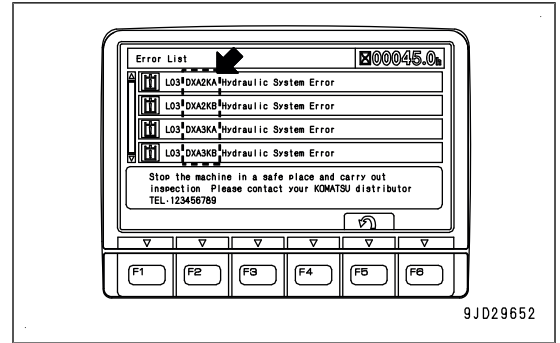 Error List
00045.0h
L03 DXA2KA Hydraulic System Error
L03 DXA2KB Hydraulic System Error
L03 DXA3KA Hydraulic System Error
L03 DXA3KB Hydraulic System Error
Stop the machine in a safe place and carry out
inspection Please contact your KOMATSU distributor
TEL·123456789
F1 F2 F3 F4 F5 F6
9JD29652